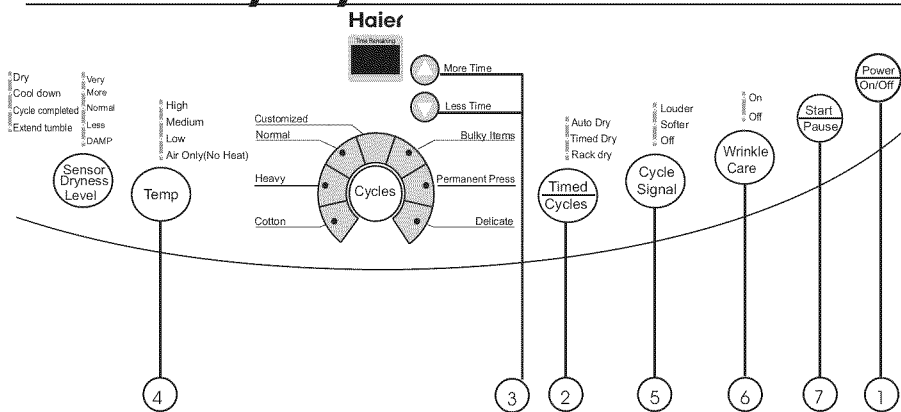 Haier
Time Remaining
More Time
Less Time
Dry
Cool down
Cycle completed
Extend tumble
Very
More
Normal
Less
DAMP
Sensor
Dryness
Level
High
Medium
Low
Air Only(No Heat)
Temp
Customized
Normal
Heavy
Cotton
Cycles
Bulky Items
Permanent Press
Delicate
Auto Dry
Timed Dry
Rack dry
Timed
Cycles
Louder
Softer
Off
Cycle
Signal
On
Off
Wrinkle
Care
Start
Pause
Power
On/Off
4
3
2
5
6
7
1